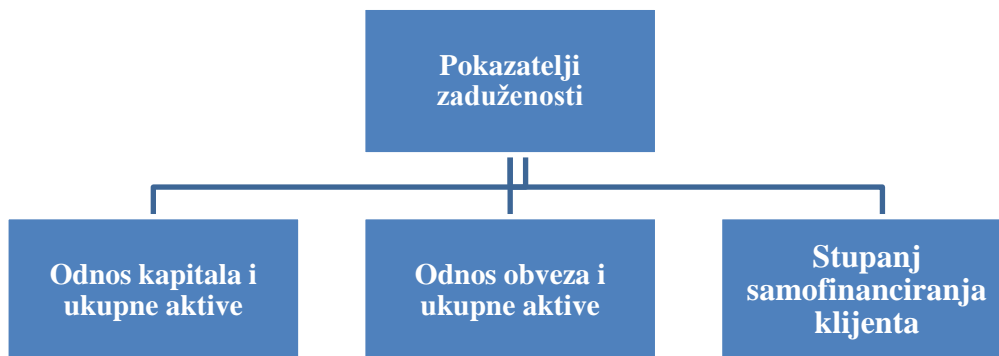 Pokazatelji
zaduženosti
Odnos kapitala i
ukupne aktive
Odnos obveza i
ukupne aktive
Stupanj
samofinanciranja
klijenta